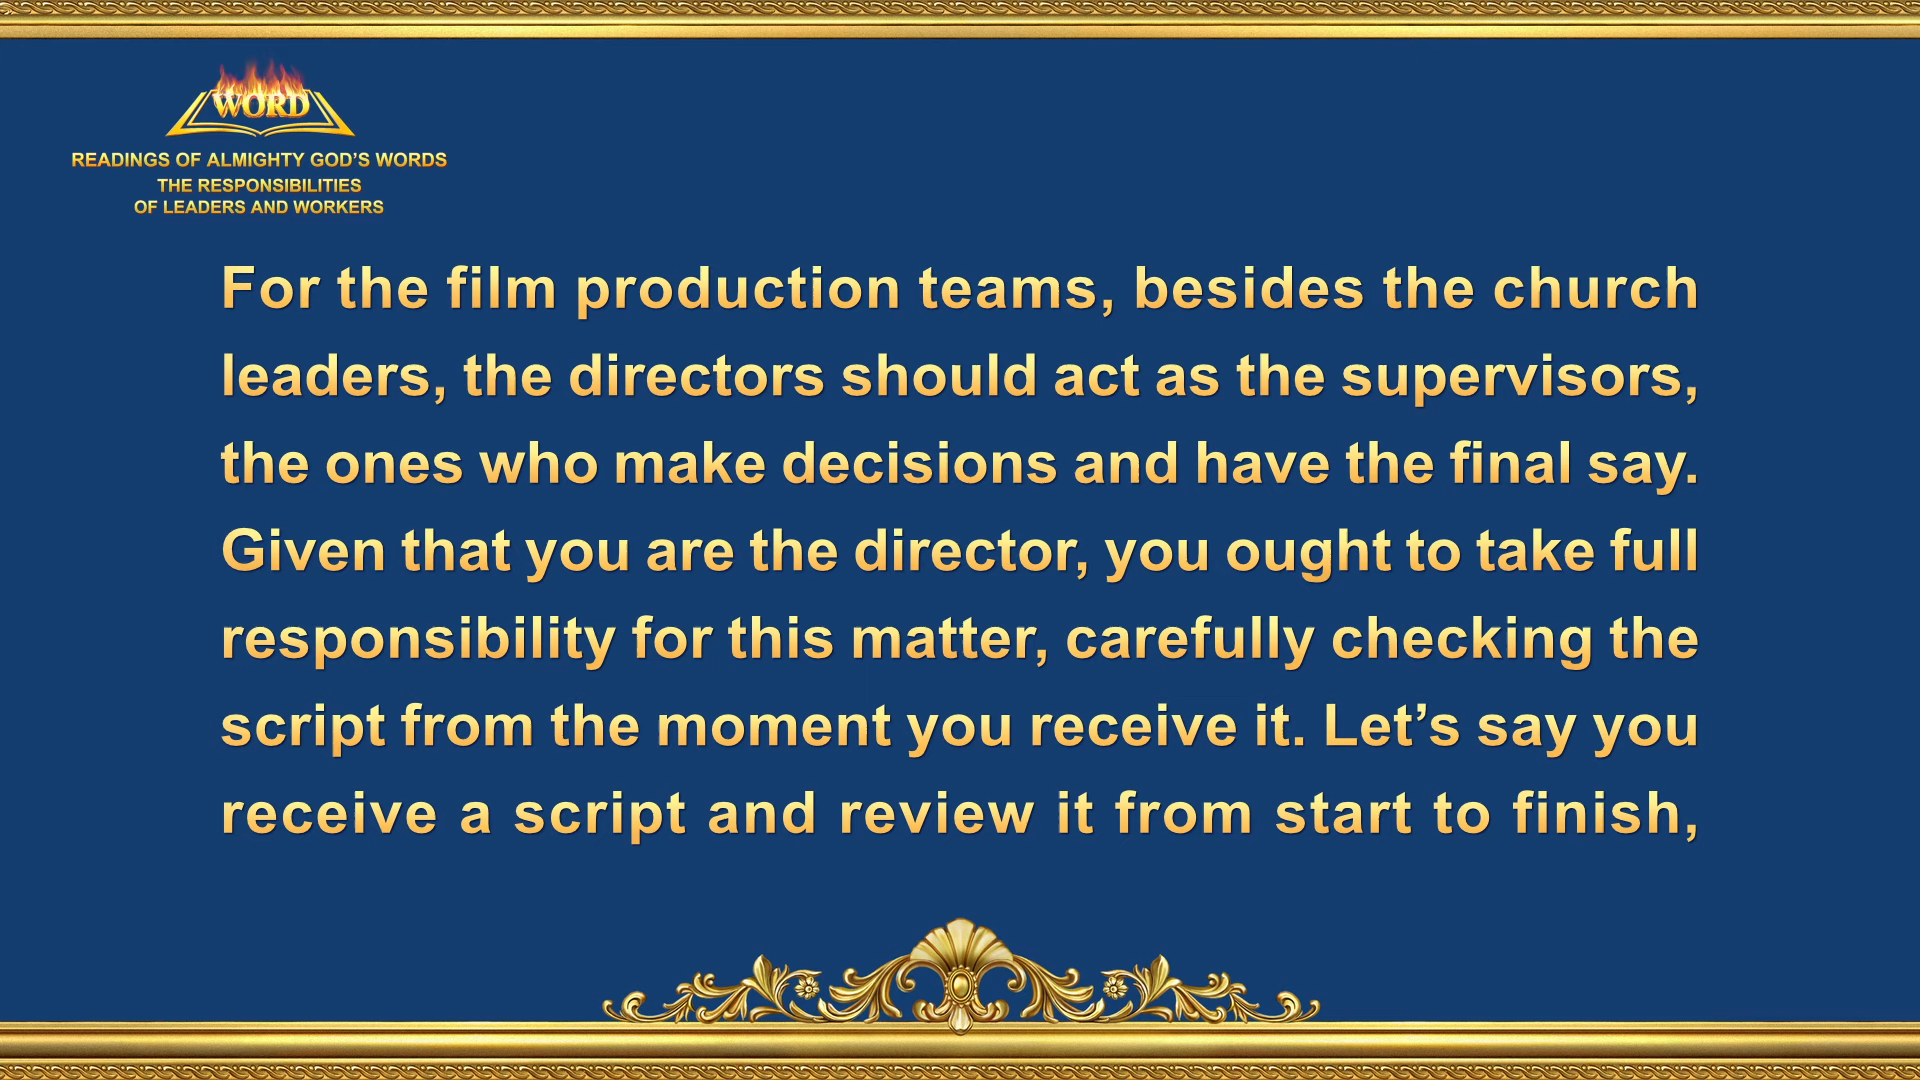 WORD
READINGS OF ALMIGHTY GOD'S WORDS
THE RESPONSIBILITIES
OF LEADERS AND WORKERS
For the film production teams, besides the church
leaders, the directors should act as the supervisors,
the ones who make decisions and have the final say.
Given that you are the director, you ought to take full
responsibility for this matter, carefully checking the
script from the moment you receive it. Let’s say you
receive a script and review it from start to finish,